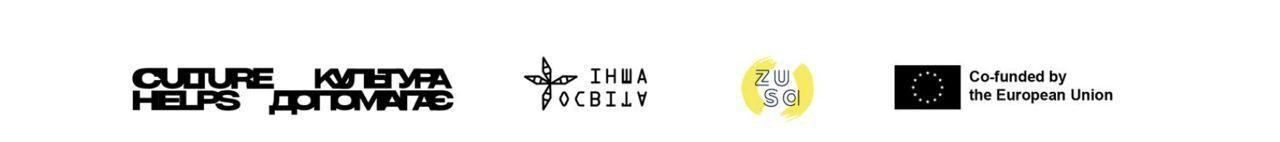 CULTURE КУЛЬТУРА
HELPS ДОПОМАГАЄ
ІНША
ОСВІТА
ZU
SA
Co-funded by
the European Union